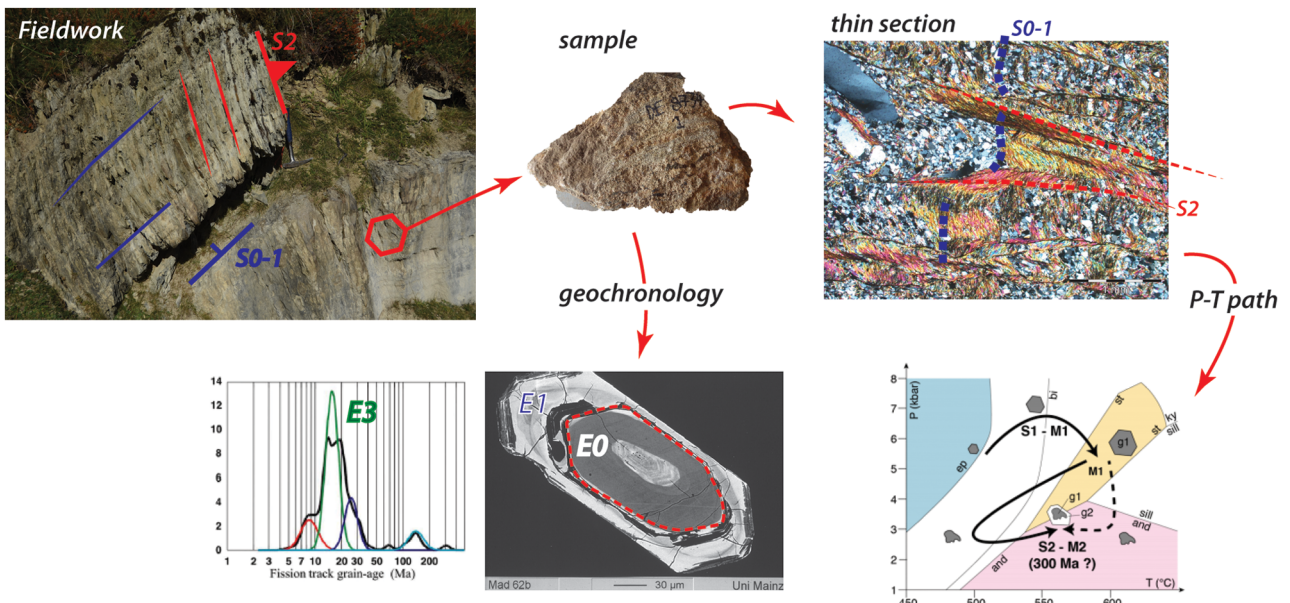 Fieldwork
S2
S0-1
sample
thin section
S0-1
S2
geochronology
P-T path
14
12
10
8
6
4
2
0
E3
1 2 3 5 7 10 20 30 50 100 200
Fission track grain-age (Ma)
E1
E0
Mad 62b
30 µm
Uni Mainz
P (kbar)
8
7
6
5
4
3
2
1
bi
st
ky
st
sill
S1 - M1
g1
ep
M1
g1
g2
sill
and
S2 - M2
(300 Ma ?)
and
T (°C)
450 500 550 600